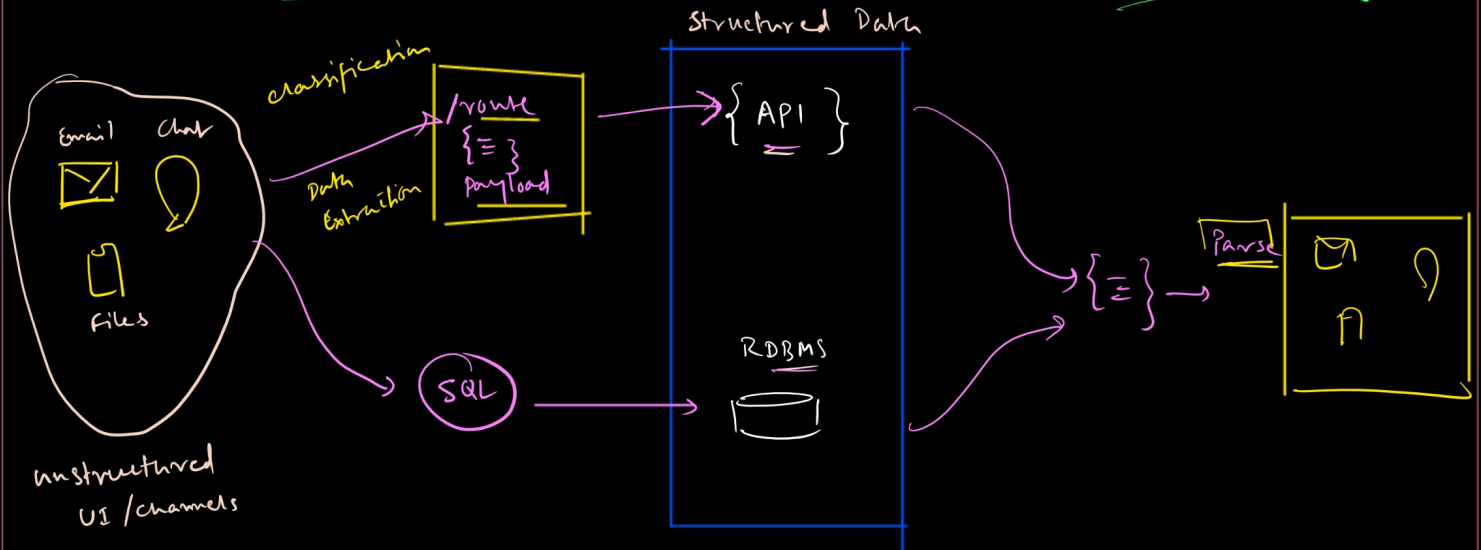 Structured Data
classification
Email
Chat
/route
{ API }
payload
Data
Extraction
Parse
Files
RDBMS
SQL
unstructured
UI / channels